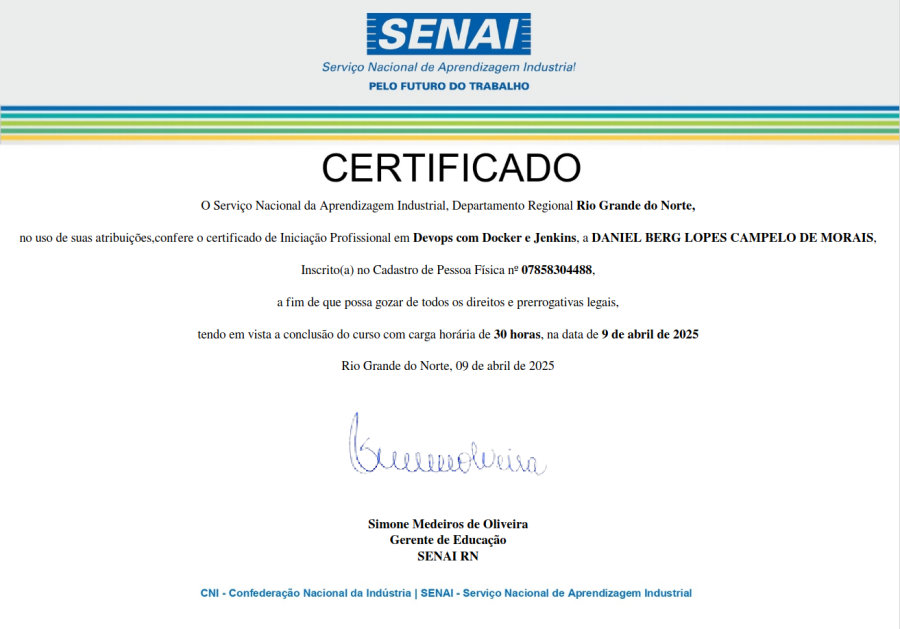 SENAI
Serviço Nacional de Aprendizagem Industrial
PELO FUTURO DO TRABALHO
CERTIFICADO
O Serviço Nacional da Aprendizagem Industrial, Departamento Regional Rio Grande do Norte,
no uso de suas atribuições,confere o certificado de Iniciação Profissional em Devops com Docker e Jenkins, a DANIEL BERG LOPES CAMPELO DE MORAIS,
Inscrito(a) no Cadastro de Pessoa Física nº 07858304488,
a fim de que possa gozar de todos os direitos e prerrogativas legais,
tendo em vista a conclusão do curso com carga horária de 30 horas, na data de 9 de abril de 2025
Rio Grande do Norte, 09 de abril de 2025
Simone Medeiros de Oliveira
Gerente de Educação
SENAI RN
CNI - Confederação Nacional da Indústria | SENAI - Serviço Nacional de Aprendizagem Industrial